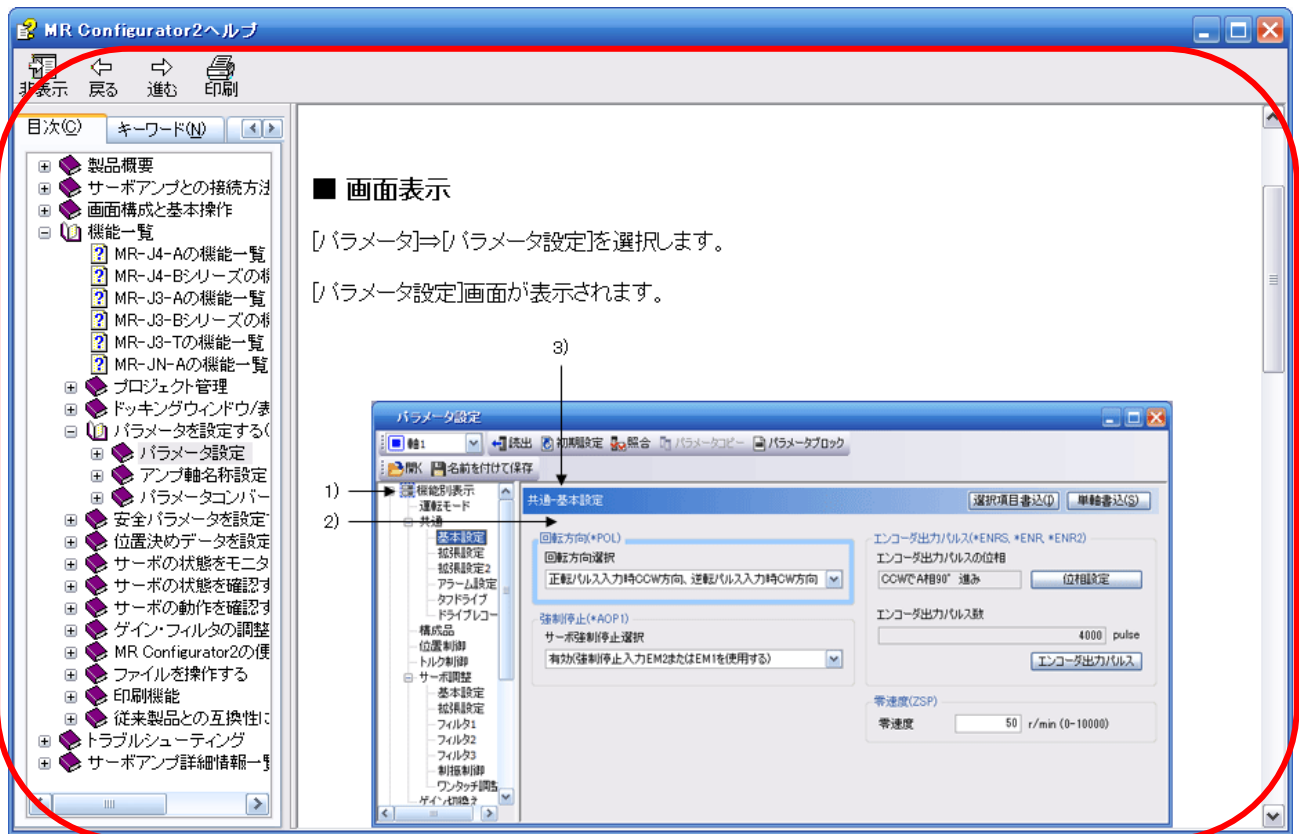 MR Configurator2ヘルプ
非表示 戻る 進む 印刷
目次(C) キーワード(N)
製品概要
サーボアンプとの接続方法
画面構成と基本操作
機能一覧
MR-J4-Aの機能一覧
MR-J4-Bシリーズの機
MR-J3-Aの機能一覧
MR-J3-Bシリーズの機
MR-J3-Tの機能一覧
MR-JN-Aの機能一覧
プロジェクト管理
ドッキングウィンドウ/表
パラメータを設定する(
パラメータ設定
アンプ軸名称設定
パラメータコンバー
安全パラメータを設定
位置決めデータを設定
サーボの状態をモニタ
サーボの状態を確認す
サーボの動作を確認す
ゲイン・フィルタの調整
MR Configurator2の便
ファイルを操作する
印刷機能
従来製品との互換性に
トラブルシューティング
サーボアンプ詳細情報一覧
■ 画面表示
[パラメータ]⇒[パラメータ設定]を選択します。
[パラメータ設定]画面が表示されます。
3)
1)
2)
パラメータ設定
軸1 読出 初期設定 照合 パラメータコピー パラメータブロック
開く 名前を付けて保存
機能別表示
運転モード
共通
基本設定
拡張設定
拡張設定2
アラーム設定
タフドライブ
ドライブレコー
構成品
位置制御
トルク制御
サーボ調整
基本設定
拡張設定
フィルタ1
フィルタ2
フィルタ3
制振制御
ワンタッチ調整
ゲイン切換え
共通-基本設定 選択項目書込(I) 単軸書込(S)
回転方向(*POL)
回転方向選択
正転パルス入力時CCW方向、逆転パルス入力時CW方向
強制停止(*AOP1)
サーボ強制停止選択
有効(強制停止入力EM2またはEM1を使用する)
エンコーダ出力パルス(*ENRS, *ENR, *ENR2)
エンコーダ出力パルスの位相
CCWでA相90°進み 位相設定
エンコーダ出力パルス数
4000 pulse
エンコーダ出力パルス
零速度(ZSP)
零速度 50 r/min (0-10000)